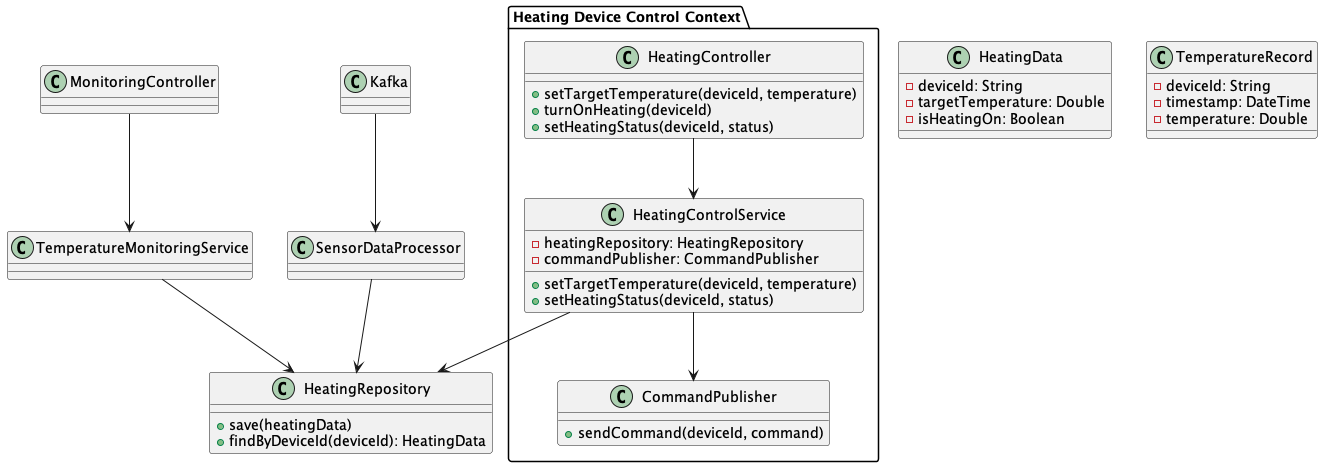 Heating Device Control Context
C HeatingController
setTargetTemperature(deviceId, temperature)
turnOnHeating(deviceId)
setHeatingStatus(deviceId, status)
C HeatingData
deviceId: String
targetTemperature: Double
isHeatingOn: Boolean
C TemperatureRecord
deviceId: String
timestamp: DateTime
temperature: Double
C MonitoringController
C Kafka
C HeatingControlService
heatingRepository: HeatingRepository
commandPublisher: CommandPublisher
setTargetTemperature(deviceId, temperature)
setHeatingStatus(deviceId, status)
C TemperatureMonitoringService
C SensorDataProcessor
C HeatingRepository
save(heatingData)
findByDeviceId(deviceId): HeatingData
C CommandPublisher
sendCommand(deviceId, command)